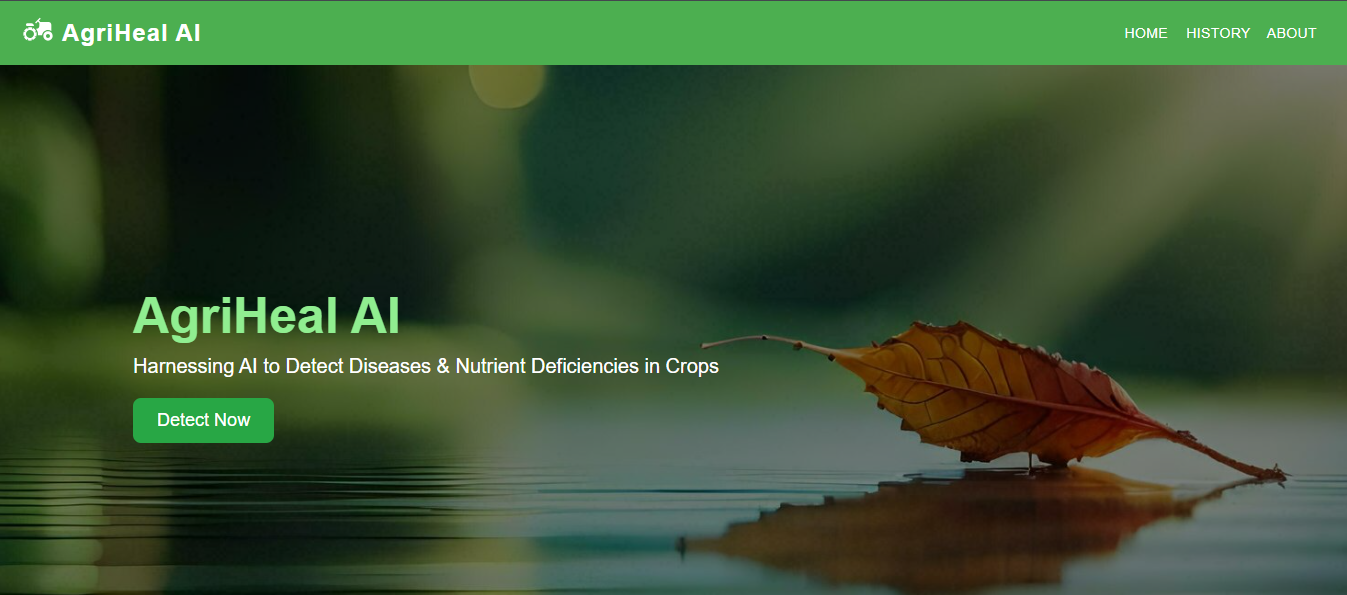 AgriHeal AI
HOME HISTORY ABOUT
AgriHeal AI
Harnessing AI to Detect Diseases & Nutrient Deficiencies in Crops
Detect Now